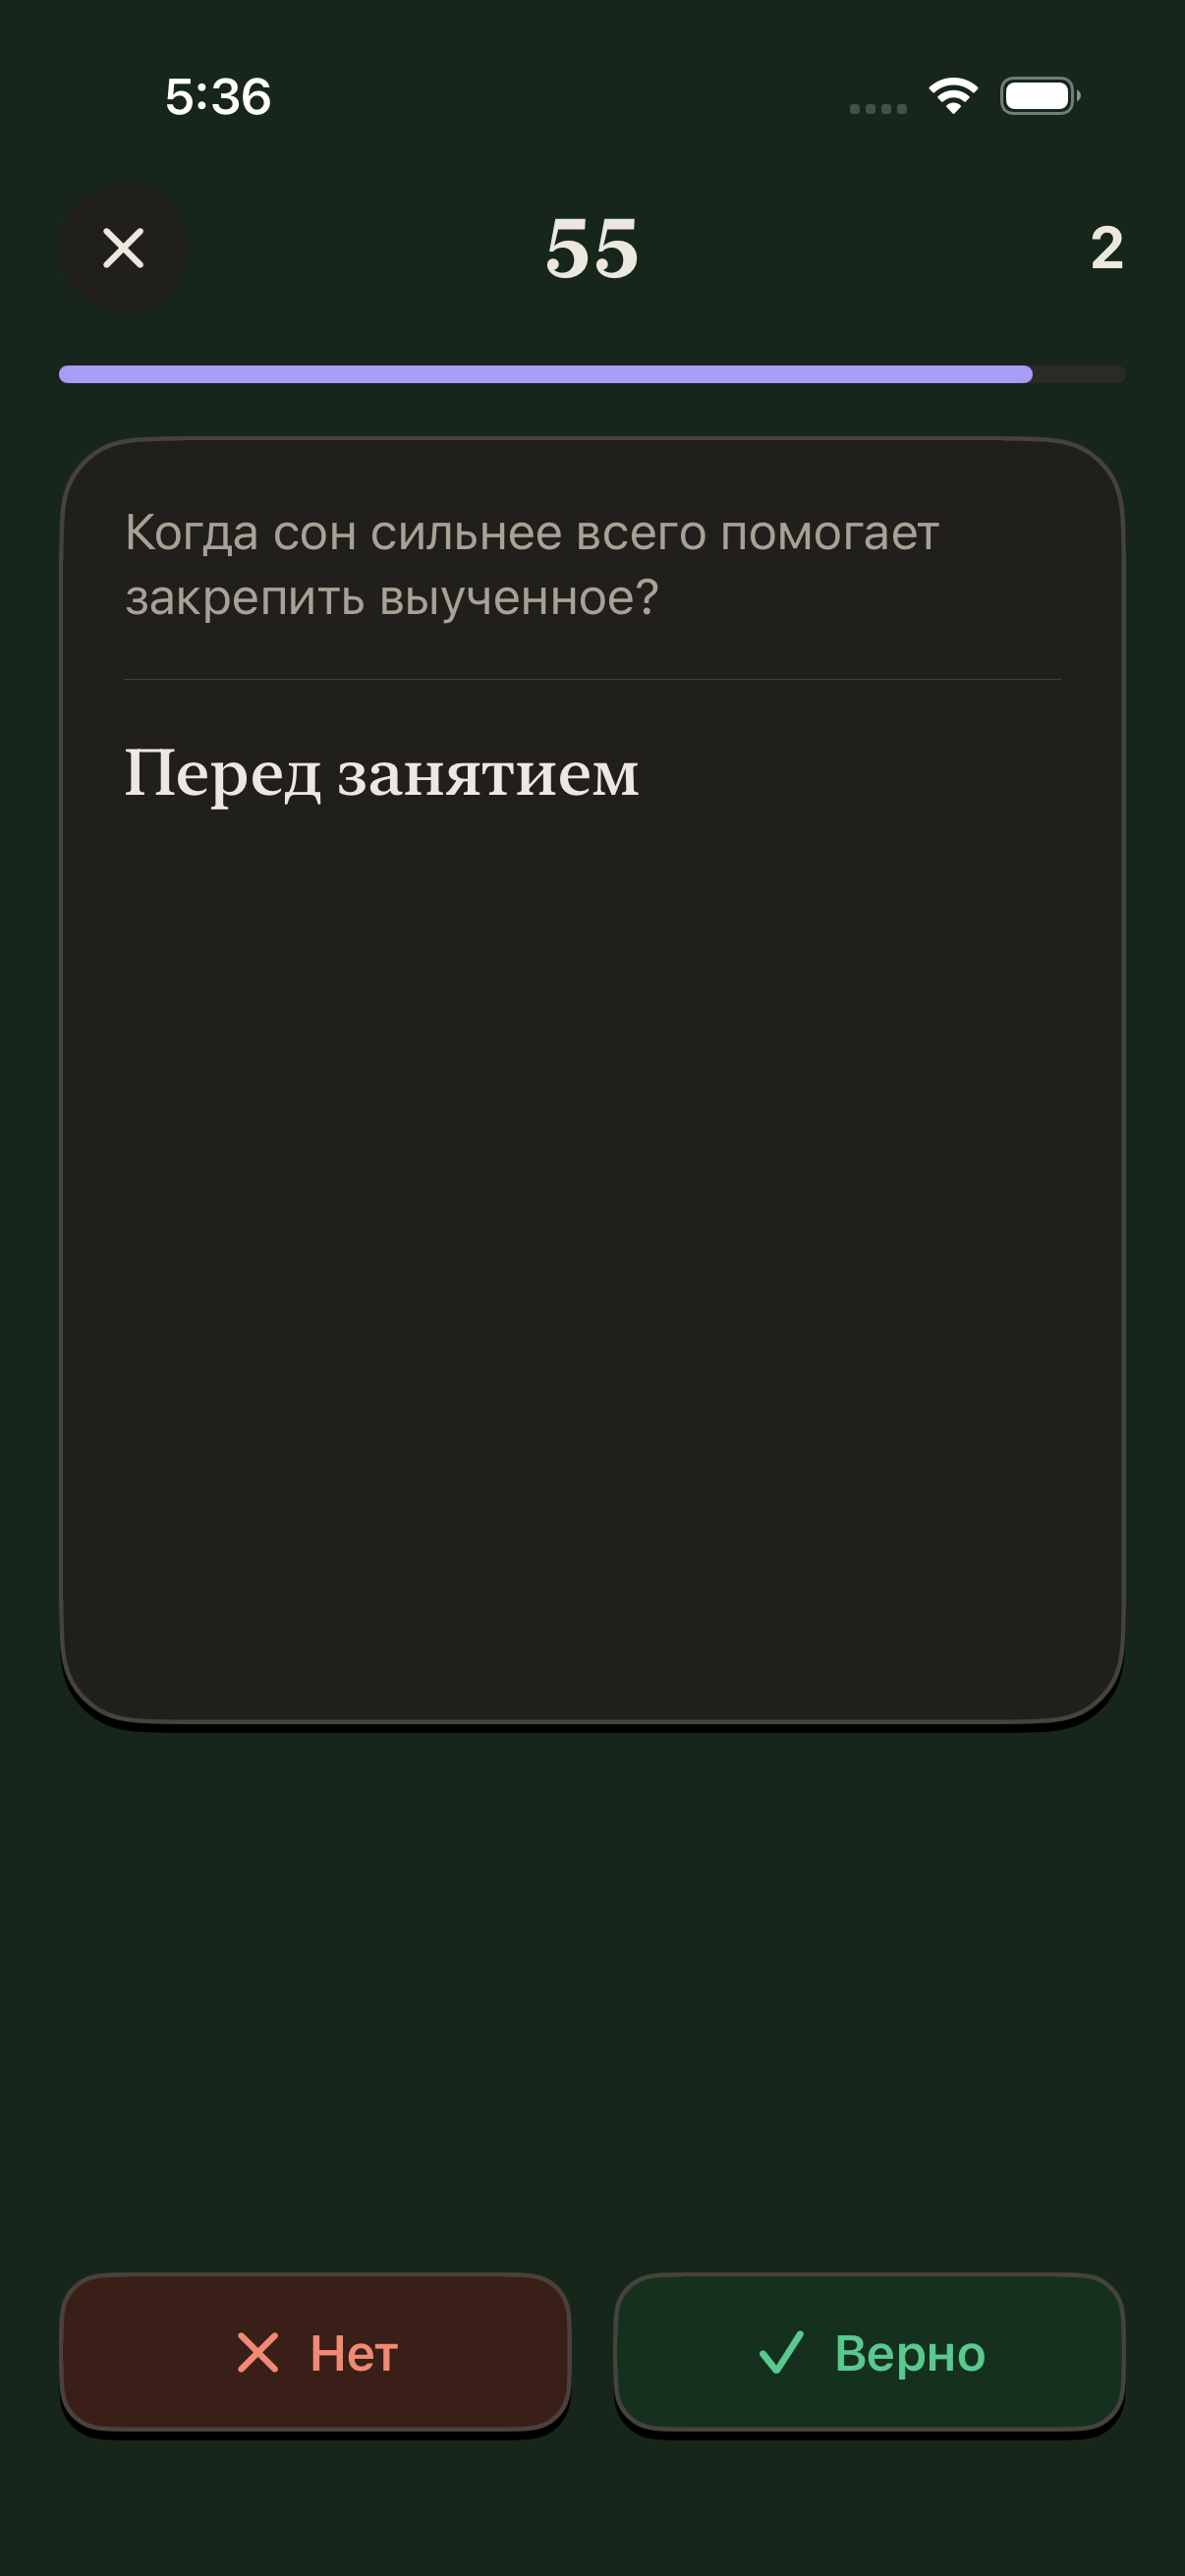 5:36
55
2
Когда сон сильнее всего помогает
закрепить выученное?
Перед занятием
Нет
Верно